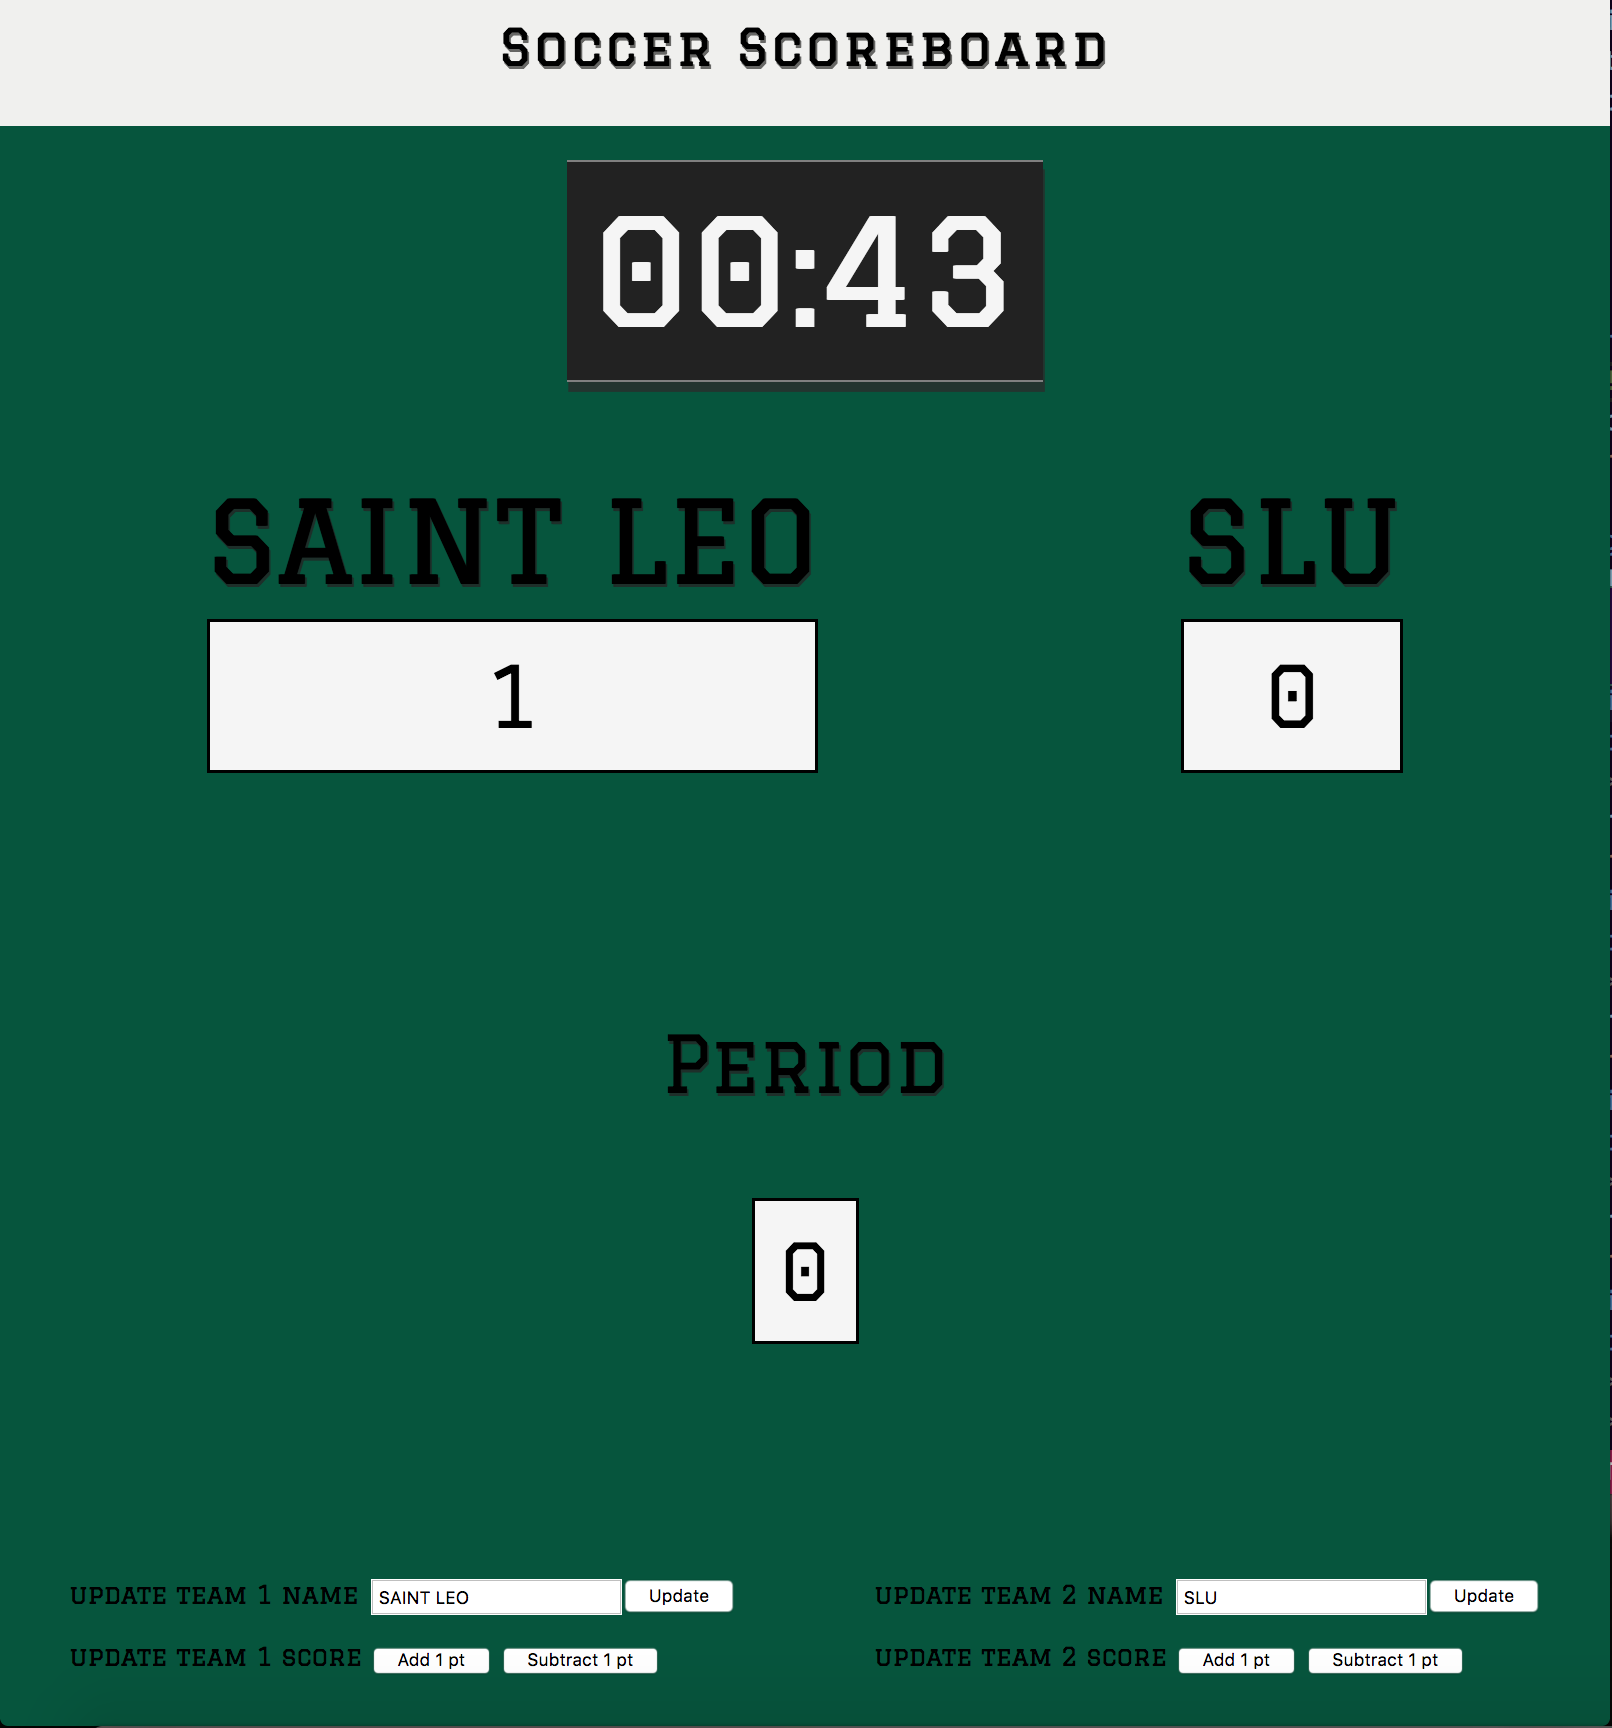 Soccer Scoreboard
00:43
SAINT LEO
SLU
1
0
Period
0
UPDATE TEAM 1 NAME SAINT LEO Update
UPDATE TEAM 2 NAME SLU Update
UPDATE TEAM 1 SCORE Add 1 pt Subtract 1 pt
UPDATE TEAM 2 SCORE Add 1 pt Subtract 1 pt